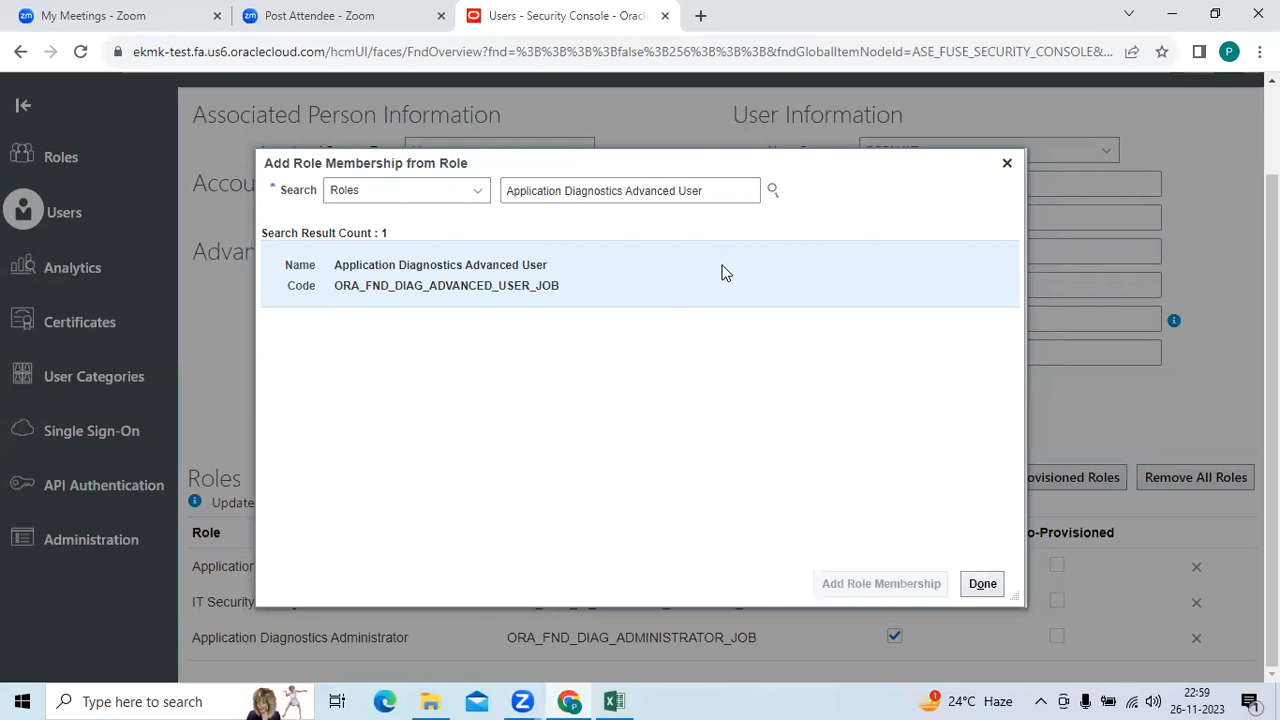 My Meetings - Zoom
Post Attendee - Zoom
Users - Security Console - Oracle
ekmk-test.fa.us6.oraclecloud.com/hcmUI/faces/FndOverview?fnd=%3B%3B%3B%3Bfalse%3B256%3B%3B%3B&fndGlobalItemNodeId=ASE_FUSE_SECURITY_CONSOLE&...
P
Associated Person Information
User Information
Roles
Users
Analytics
Certificates
User Categories
Single Sign-On
API Authentication
Administration
Add Role Membership from Role
* Search Roles Application Diagnostics Advanced User
Search Result Count : 1
Name Application Diagnostics Advanced User
Code ORA_FND_DIAG_ADVANCED_USER_JOB
Add Role Membership Done
Roles
ovisioned Roles Remove All Roles
Update
Role o-Provisioned
Application
IT Security
Application Diagnostics Administrator ORA_FND_DIAG_ADMINISTRATOR_JOB
Type here to search
24°C Haze
22:59
26-11-2023